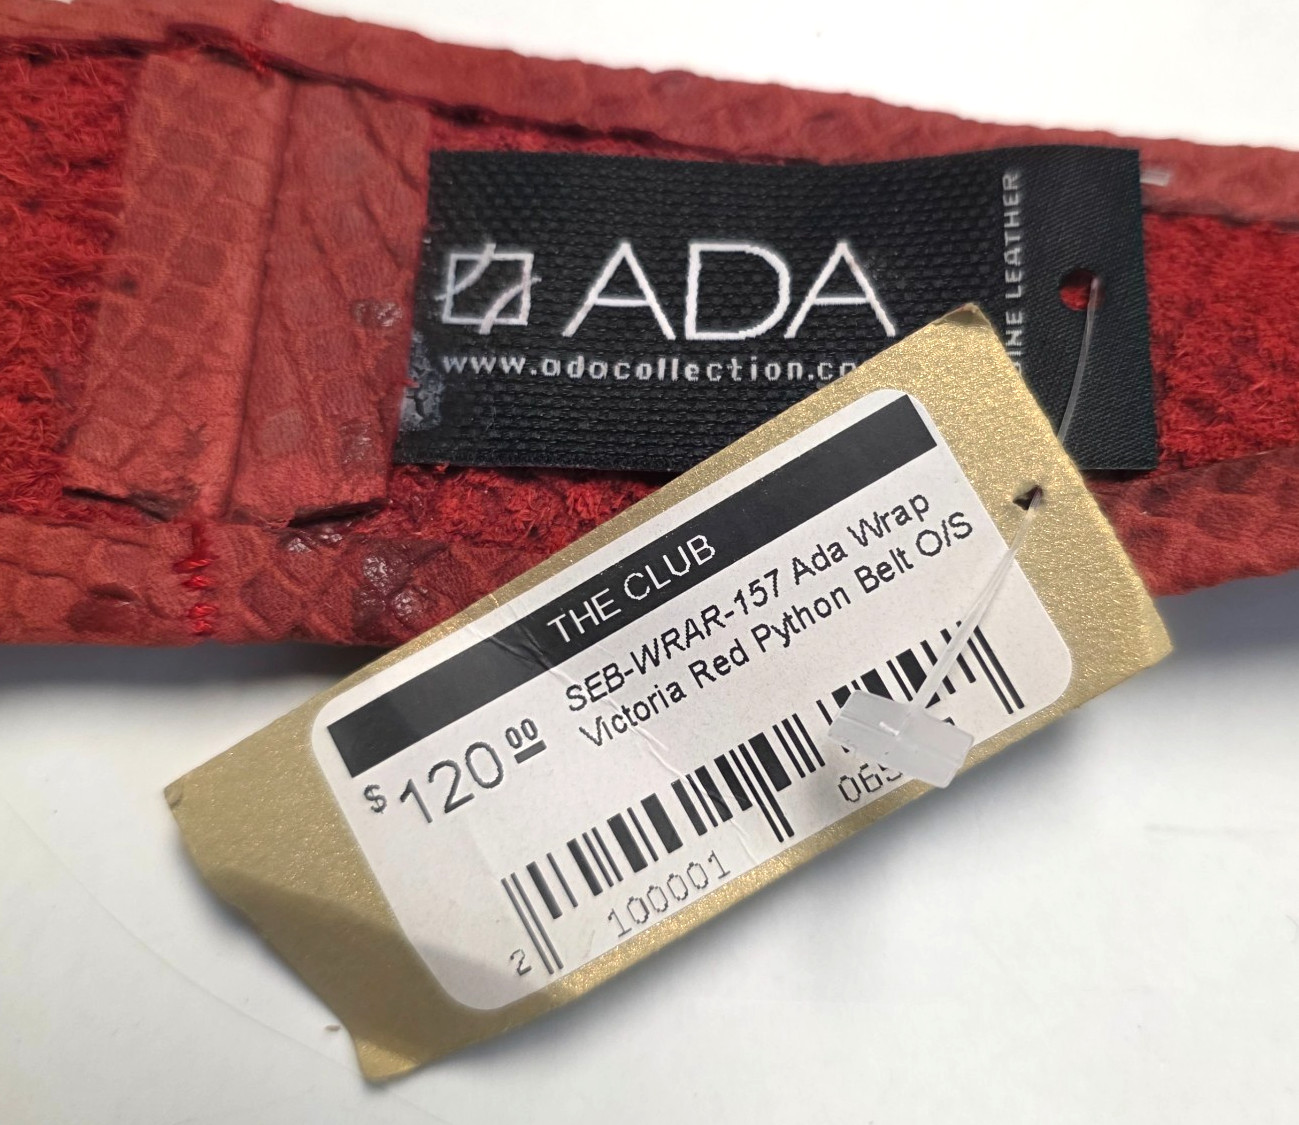 ADA
www.adacollection.co
INE LEATHER
THE CLUB
SEB-WRAR-157 Ada Wrap
Victoria Red Python Belt O/S
$120.00
2 100001 065